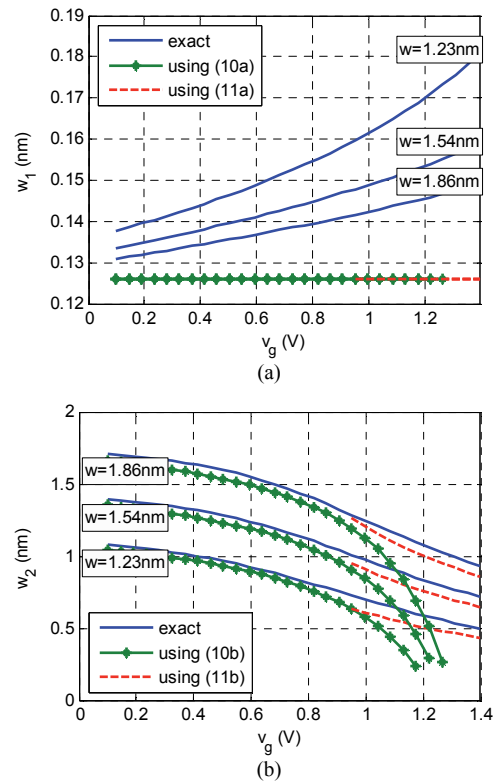 0.19
0.18
0.17
0.16
0.15
0.14
0.13
0.12
w₁ (nm)
exact
using (10a)
using (11a)
w=1.23nm
w=1.54nm
w=1.86nm
0 0.2 0.4 0.6 0.8 1 1.2
v_g (V)
(a)
2
1.5
1
0.5
0
w₂ (nm)
w=1.86nm
w=1.54nm
w=1.23nm
exact
using (10b)
using (11b)
0 0.2 0.4 0.6 0.8 1 1.2 1.4
v_g (V)
(b)